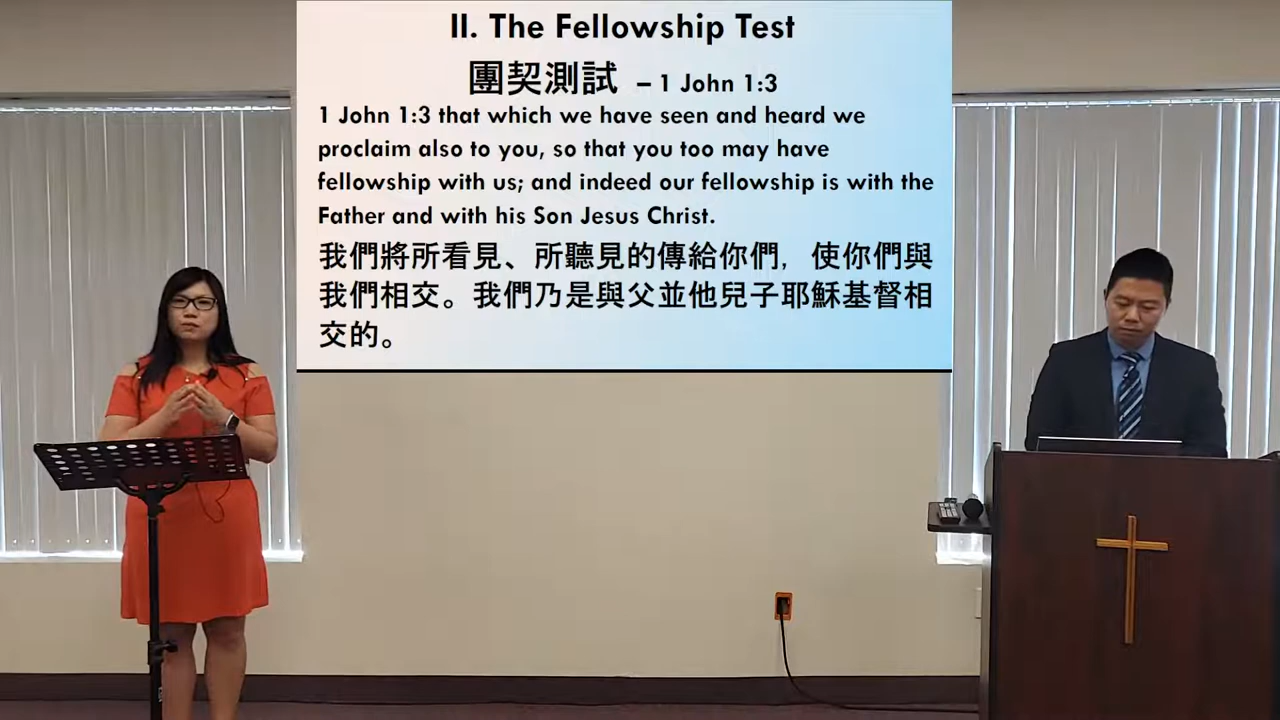 II. The Fellowship Test
團契測試 – 1 John 1:3
1 John 1:3 that which we have seen and heard we
proclaim also to you, so that you too may have
fellowship with us; and indeed our fellowship is with the
Father and with his Son Jesus Christ.
我們將所看見、所聽見的傳給你們, 使你們與
我們相交。我們乃是與父並他兒子耶穌基督相
交的。